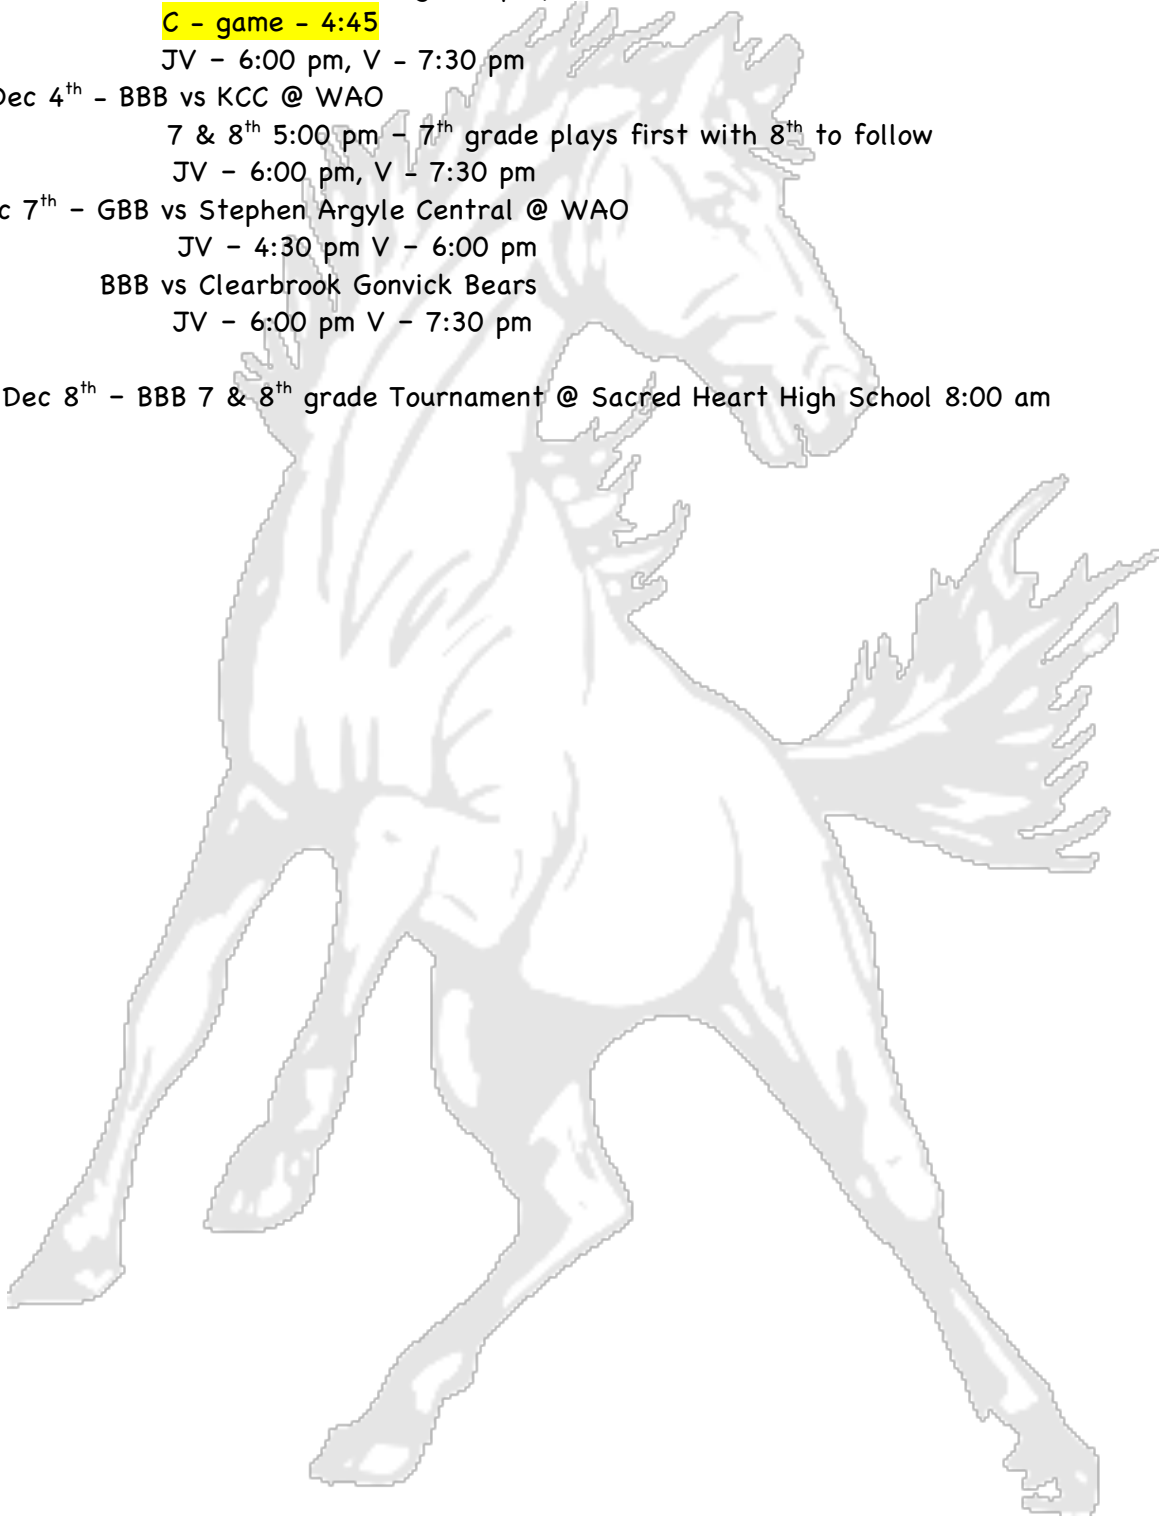 C - game - 4:45
JV – 6:00 pm, V - 7:30 pm
Dec 4th - BBB vs KCC @ WAO
7 & 8th 5:00 pm – 7th grade plays first with 8th to follow
JV – 6:00 pm, V - 7:30 pm
7th – GBB vs Stephen Argyle Central @ WAO
JV – 4:30 pm V – 6:00 pm
BBB vs Clearbrook Gonvick Bears
JV – 6:00 pm V – 7:30 pm
Dec 8th – BBB 7 & 8th grade Tournament @ Sacred Heart High School 8:00 am